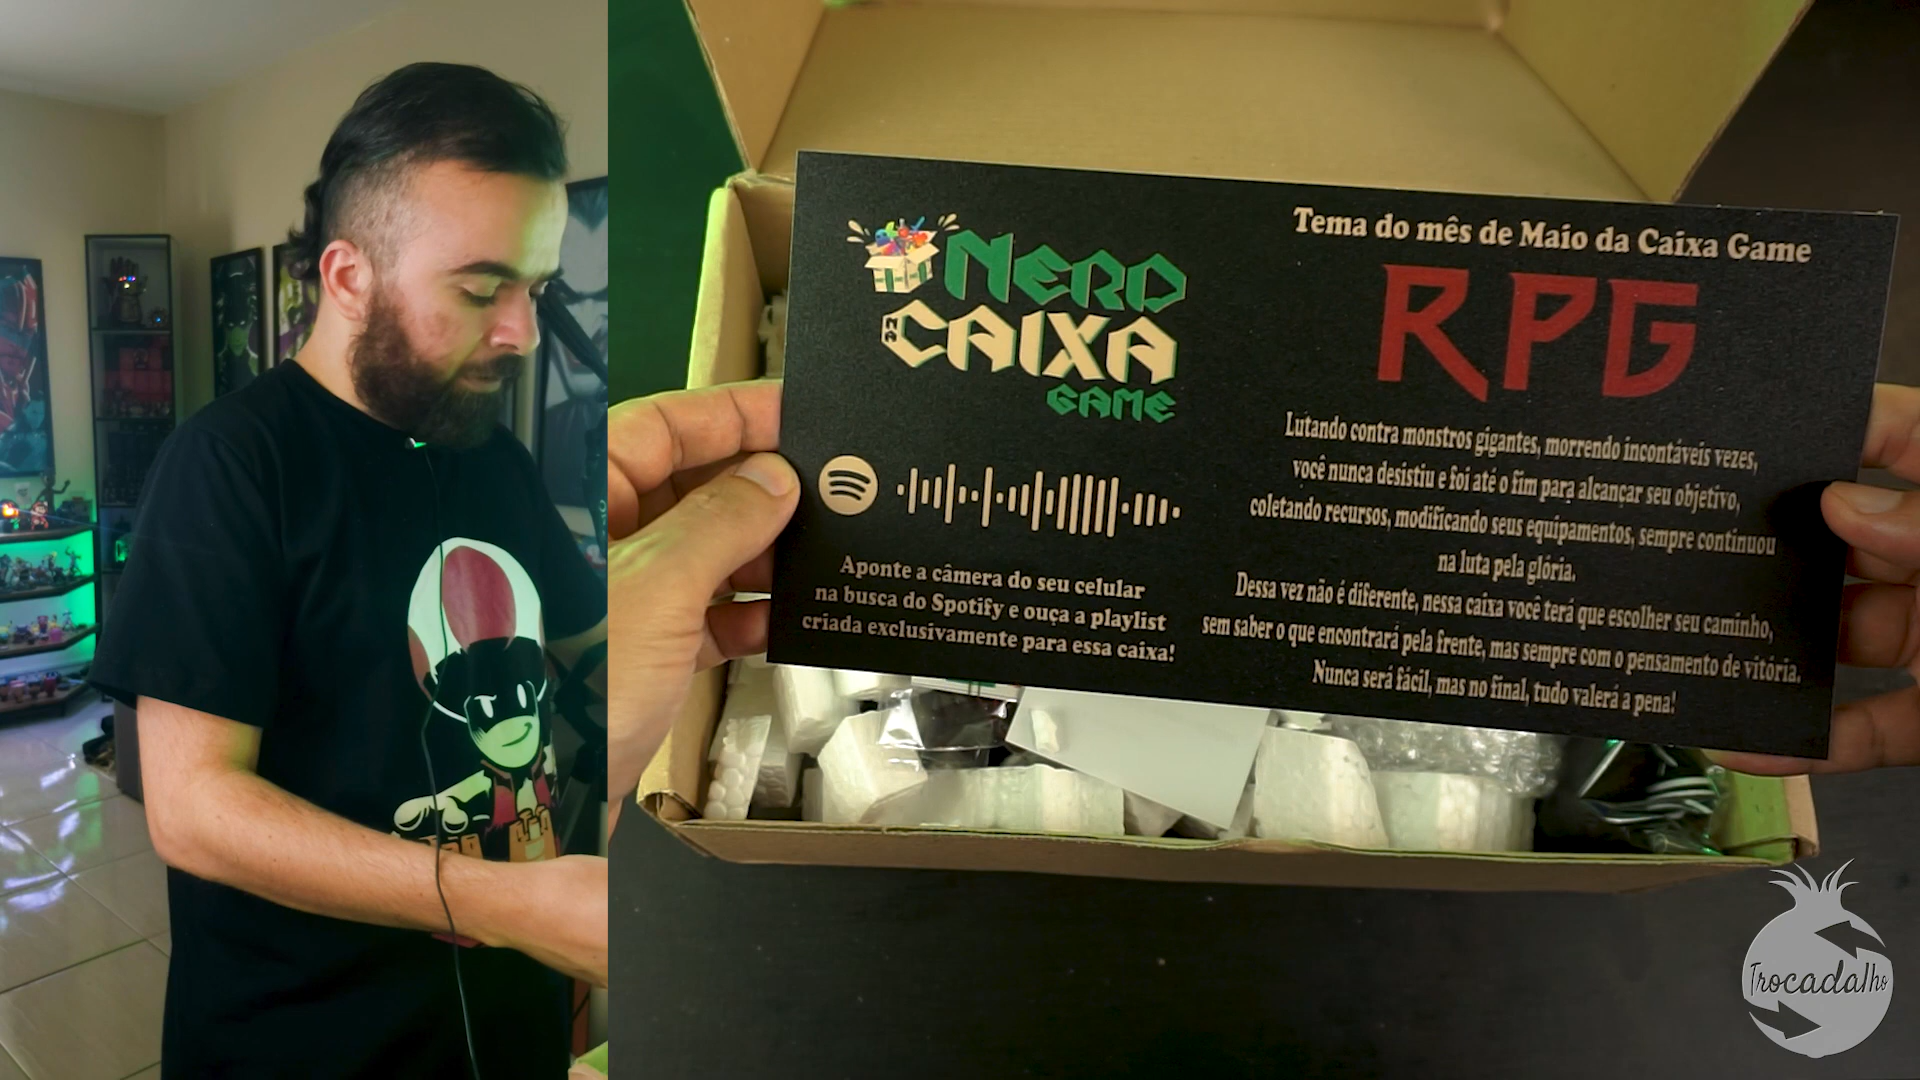 NERD
NA CAIXA
GAME
Aponte a câmera do seu celular
na busca do Spotify e ouça a playlist
criada exclusivamente para essa caixa!
Tema do mês de Maio da Caixa Game
RPG
Lutando contra monstros gigantes, morrendo incontáveis vezes,
você nunca desistiu e foi até o fim para alcançar seu objetivo,
coletando recursos, modificando seus equipamentos, sempre continuou
na luta pela glória.
Dessa vez não é diferente, nessa caixa você terá que escolher seu caminho,
sem saber o que encontrará pela frente, mas sempre com o pensamento de vitória.
Nunca será fácil, mas no final, tudo valerá a pena!
Trocadalho